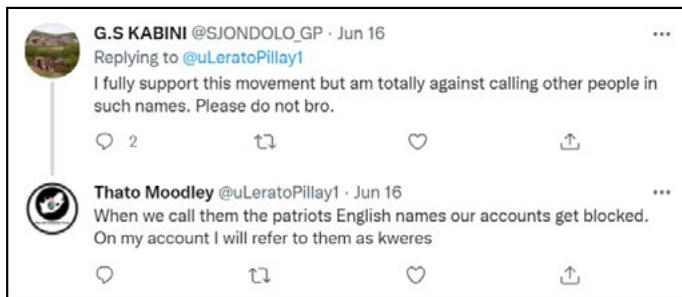 G.S KABINI @SJONDOLO_GP · Jun 16
Replying to @uLeratoPillay1
I fully support this movement but am totally against calling other people in
such names. Please do not bro.
2
Thato Moodley @uLeratoPillay1 · Jun 16
When we call them the patriots English names our accounts get blocked.
On my account I will refer to them as kweres